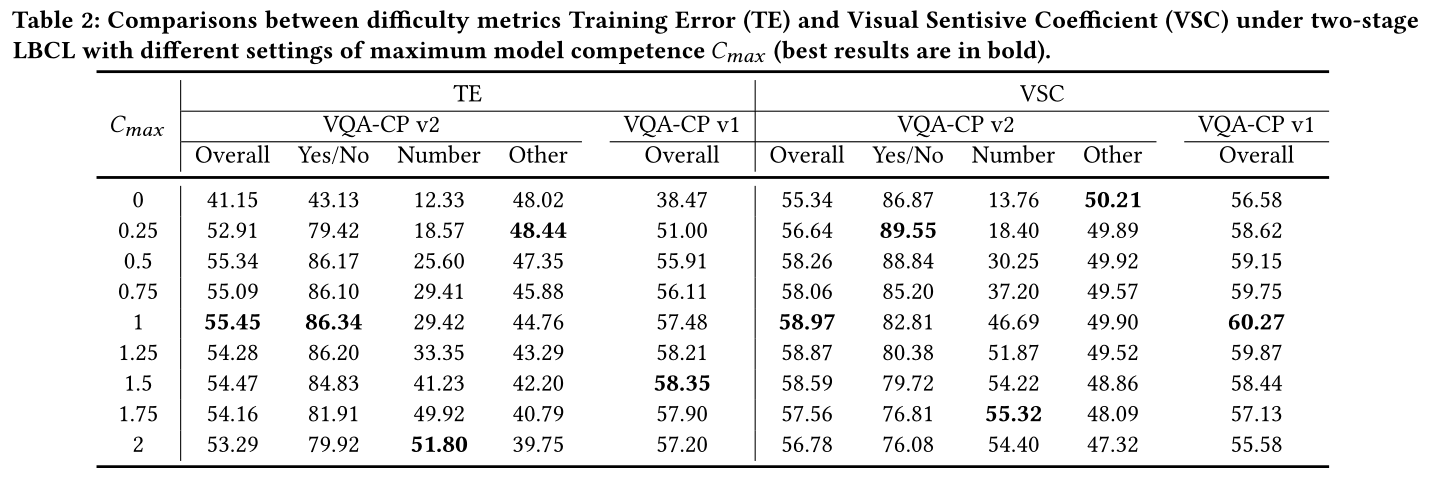 Table 2: Comparisons between difficulty metrics Training Error (TE) and Visual Sentisive Coefficient (VSC) under two-stage
LBCL with different settings of maximum model competence Cmax (best results are in bold).
TE VSC
Cmax VQA-CP v2 VQA-CP v1 VQA-CP v2 VQA-CP v1
Overall Yes/No Number Other Overall Overall Yes/No Number Other Overall
0 41.15 43.13 12.33 48.02 38.47 55.34 86.87 13.76 50.21 56.58
0.25 52.91 79.42 18.57 48.44 51.00 56.64 89.55 18.40 49.89 58.62
0.5 55.34 86.17 25.60 47.35 55.91 58.26 88.84 30.25 49.92 59.15
0.75 55.09 86.10 29.41 45.88 56.11 58.06 85.20 37.20 49.57 59.75
1 55.45 86.34 29.42 44.76 57.48 58.97 82.81 46.69 49.90 60.27
1.25 54.28 86.20 33.35 43.29 58.21 58.87 80.38 51.87 49.52 59.87
1.5 54.47 84.83 41.23 42.20 58.35 58.59 79.72 54.22 48.86 58.44
1.75 54.16 81.91 49.92 40.79 57.90 57.56 76.81 55.32 48.09 57.13
2 53.29 79.92 51.80 39.75 57.20 56.78 76.08 54.40 47.32 55.58